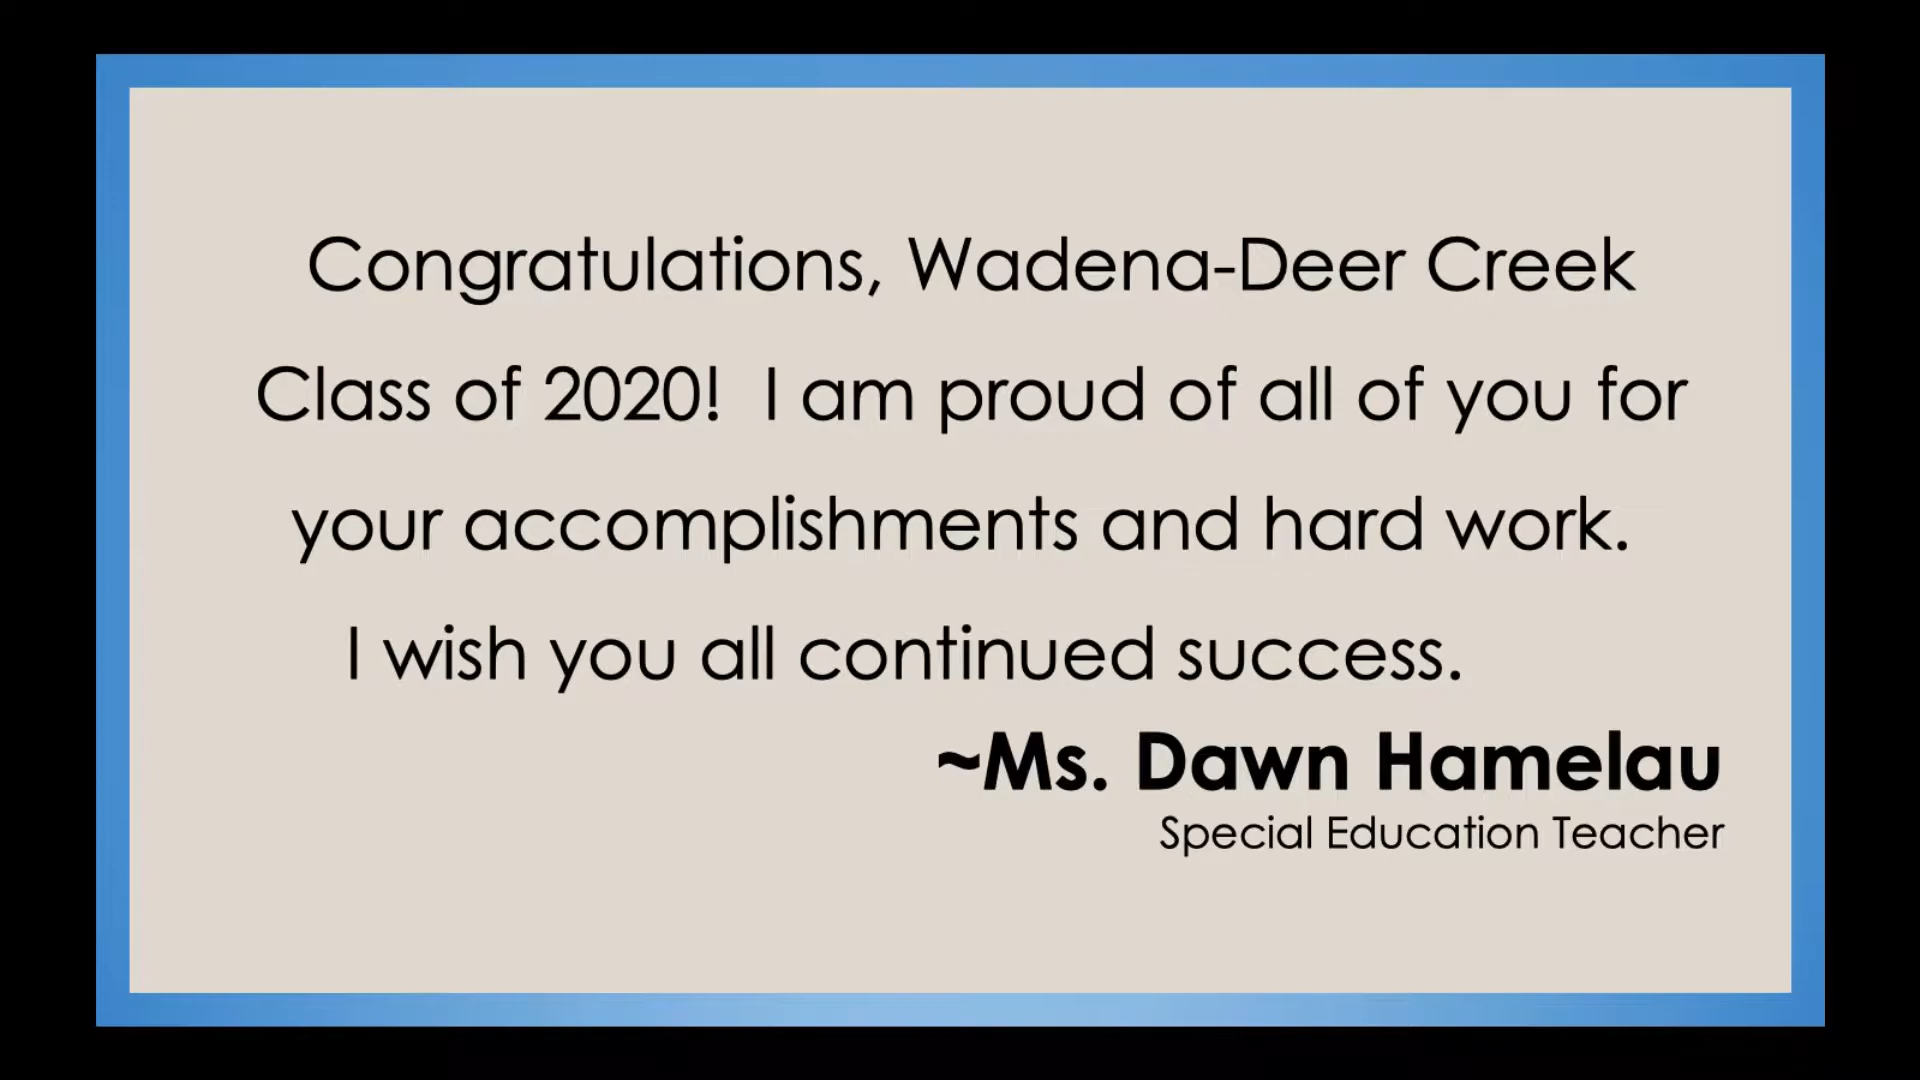 Congratulations, Wadena-Deer Creek
Class of 2020!  I am proud of all of you for
your accomplishments and hard work.
I wish you all continued success.
~Ms. Dawn Hamelau
Special Education Teacher